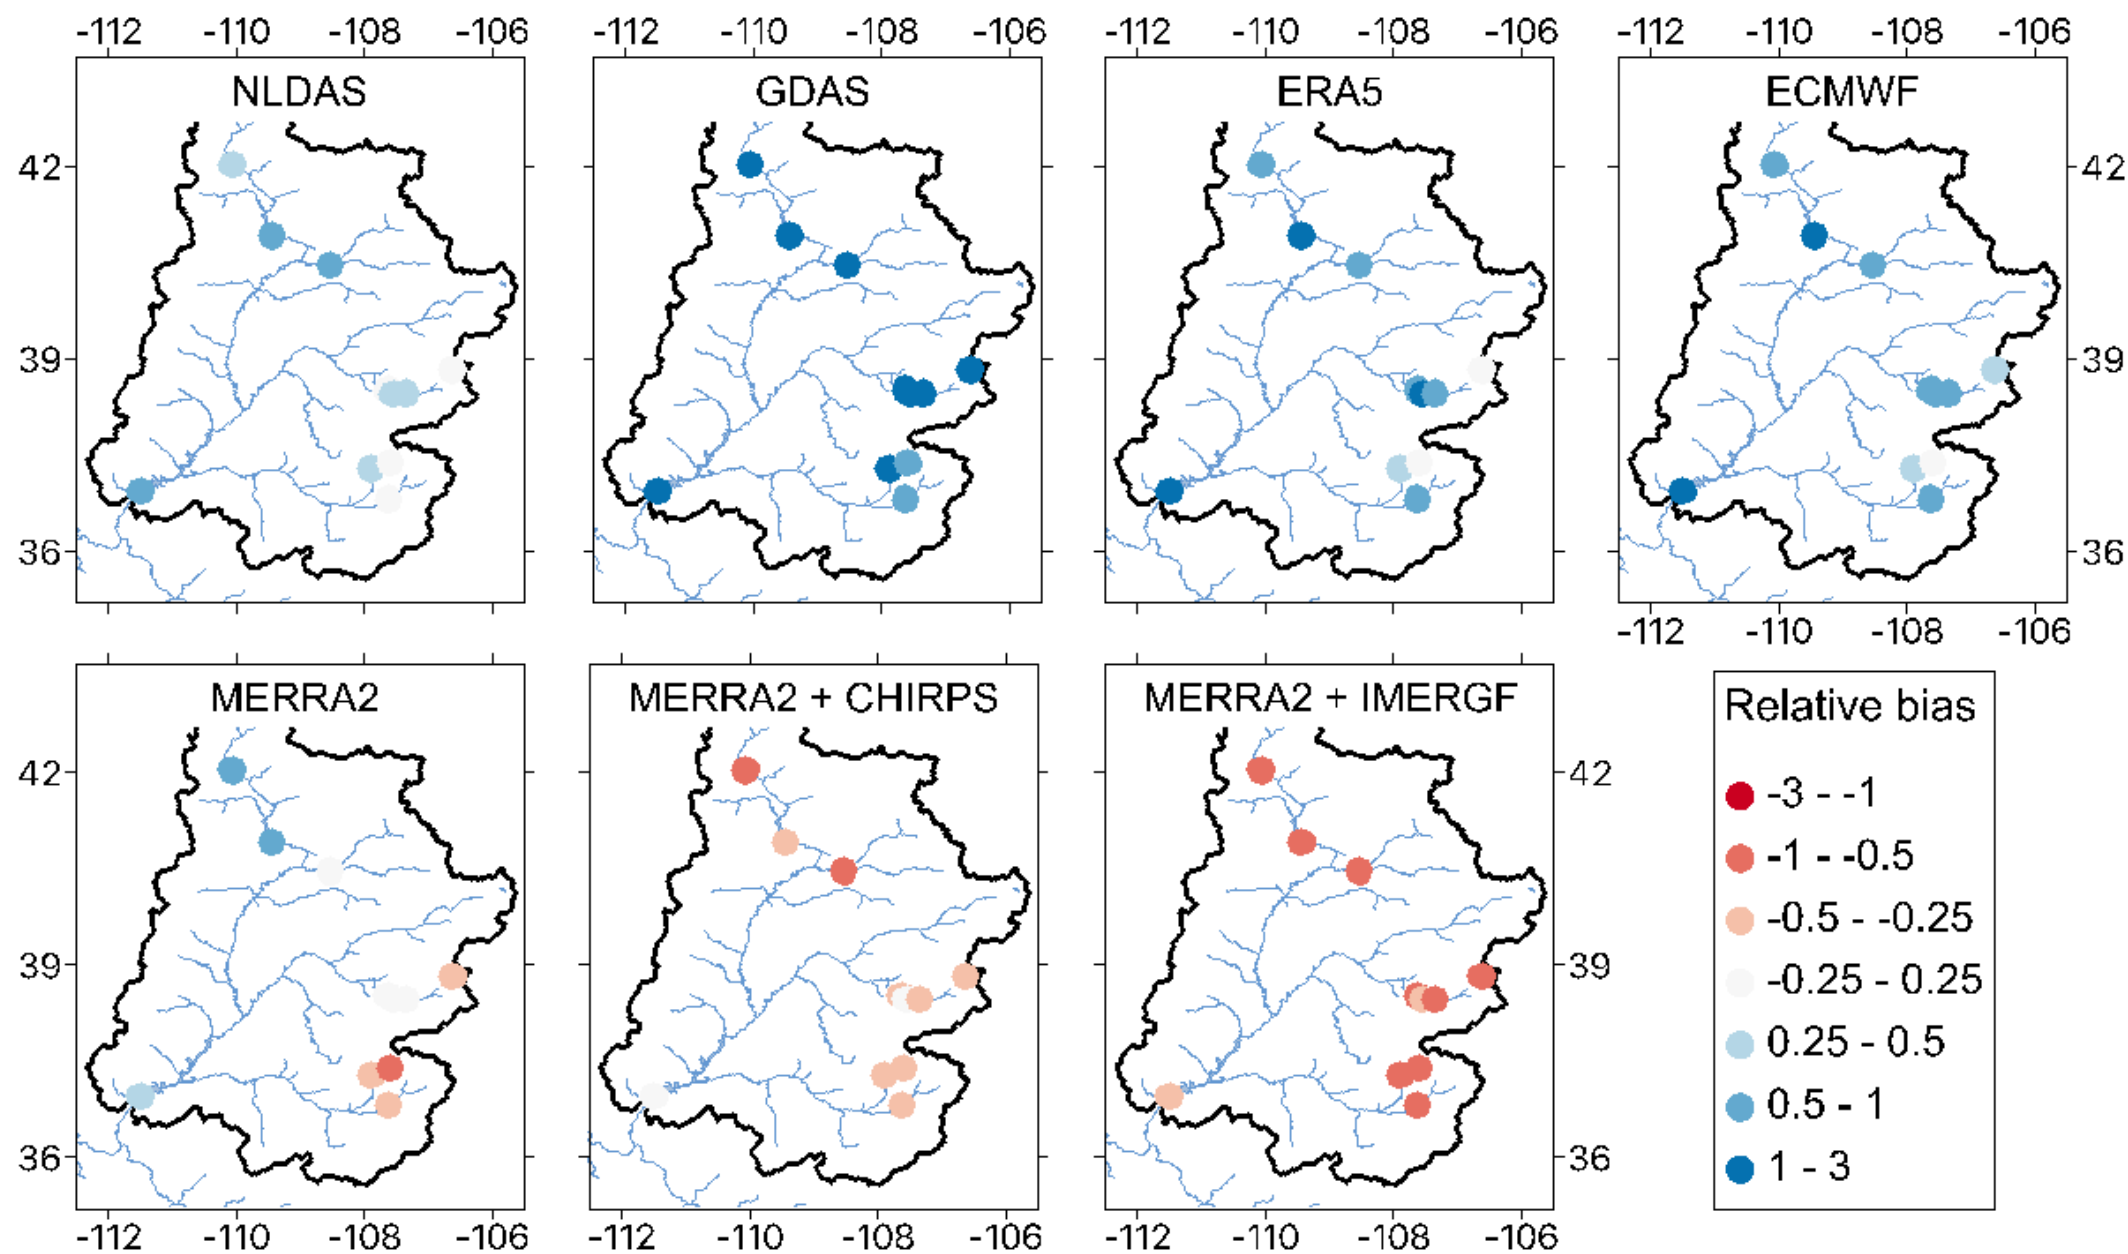 -112 -110 -108 -106 -112 -110 -108 -106 -112 -110 -108 -106 -112 -110 -108 -106
NLDAS GDAS ERA5 ECMWF
42 42
39 39
36 36
-112 -110 -108 -106
MERRA2 MERRA2 + CHIRPS MERRA2 + IMERGF Relative bias
42 42
-3 - -1
-1 - -0.5
-0.5 - -0.25
39 39
-0.25 - 0.25
0.25 - 0.5
0.5 - 1
36 36
1 - 3
-112 -110 -108 -106 -112 -110 -108 -106 -112 -110 -108 -106